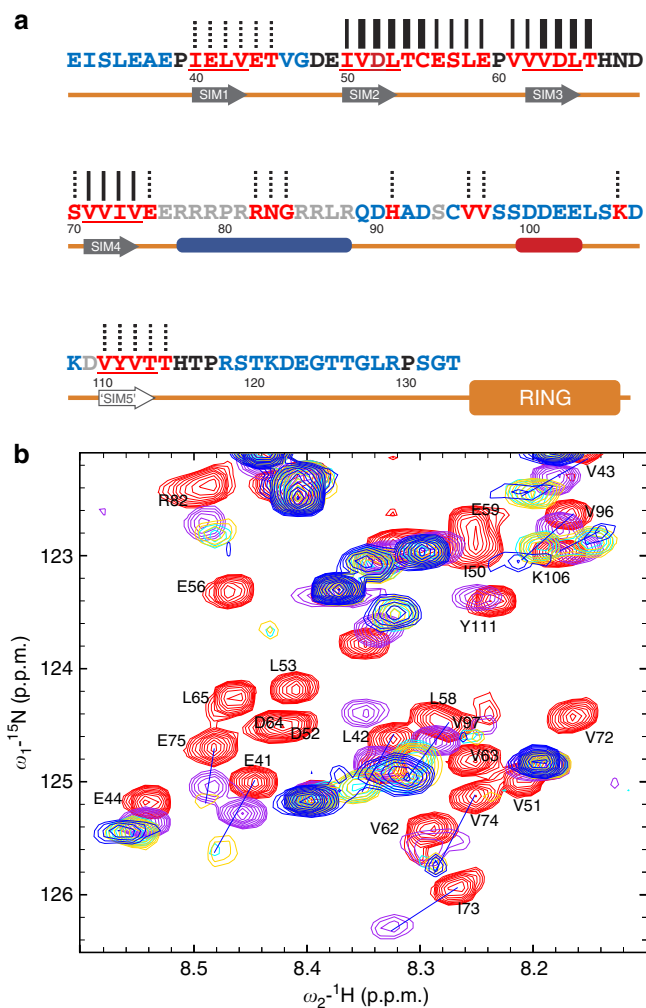 a
EISLEAEPIELVETVGDEIVDLTCESLEPVVVDLTHND
40 50 60
SIM1 SIM2 SIM3
SVVIVEERRRPRRNGRRLRQDHADSCVVSSDDEELSKD
70 80 90 100
SIM4
KDVYVTTHTPRSTKDEGTTGLRPSGT
110 120 130
'SIM5' RING
b
V43
R82
E59
V96
123
I50
K106
E56
Y111
124
L53
L65
L58
D64
V97
V72
D52
L42
E75
E41
V63
125
E44
V51
V74
V62
I73
126
8.5 8.4 8.3 8.2
ω1-15N (p.p.m.)
ω2-1H (p.p.m.)